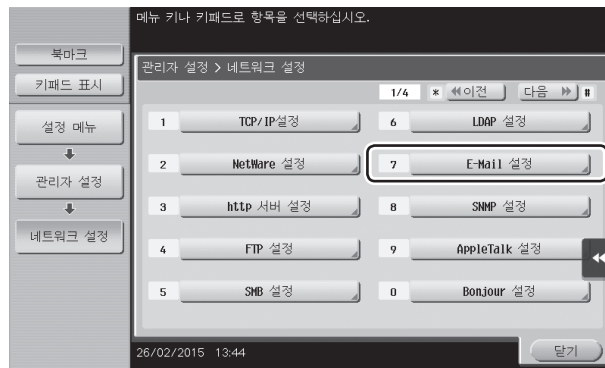 메뉴 키나 키패드로 항목을 선택하십시오.
북마크
키패드 표시
설정 메뉴
관리자 설정
네트워크 설정
관리자 설정 > 네트워크 설정
1/4 * 이전 다음 #
1 TCP/IP설정 6 LDAP 설정
2 NetWare 설정 7 E-Mail 설정
3 http 서버 설정 8 SNMP 설정
4 FTP 설정 9 AppleTalk 설정
5 SMB 설정 0 Bonjour 설정
26/02/2015 13:44 닫기